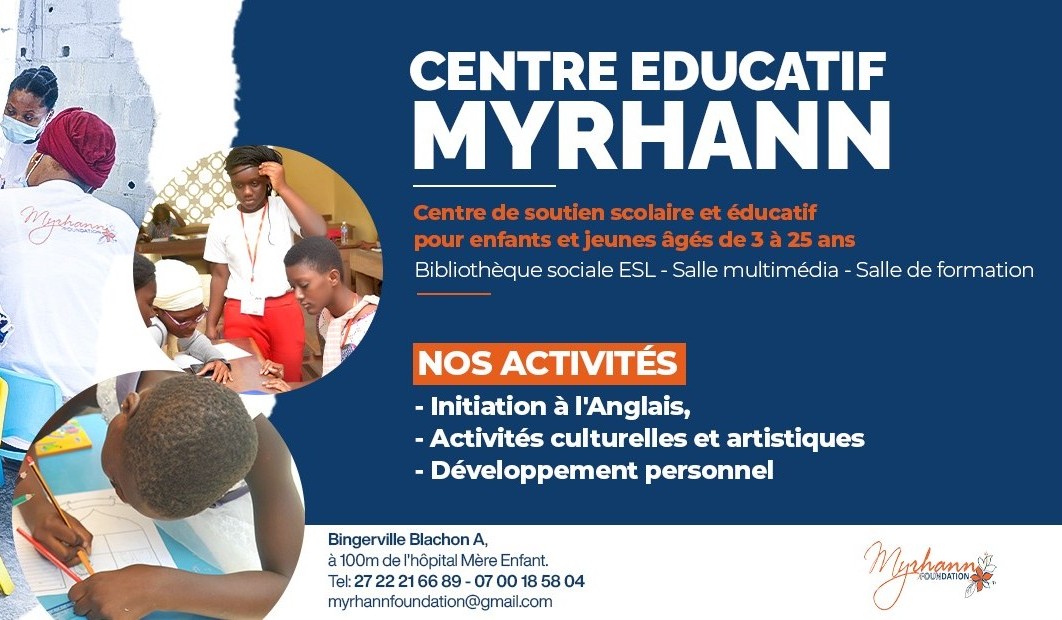 CENTRE EDUCATIF
MYRHANN
Centre de soutien scolaire et éducatif
pour enfants et jeunes âgés de 3 à 25 ans
Bibliothèque sociale ESL - Salle multimédia - Salle de formation
NOS ACTIVITÉS
- Initiation à l'Anglais,
- Activités culturelles et artistiques
- Développement personnel
Bingerville Blachon A,
à 100m de l'hôpital Mère Enfant.
Tel: 27 22 21 66 89 - 07 00 18 58 04
myrhannfoundation@gmail.com
Myrhann
FOUNDATION
Myrhann
FOUNDATION